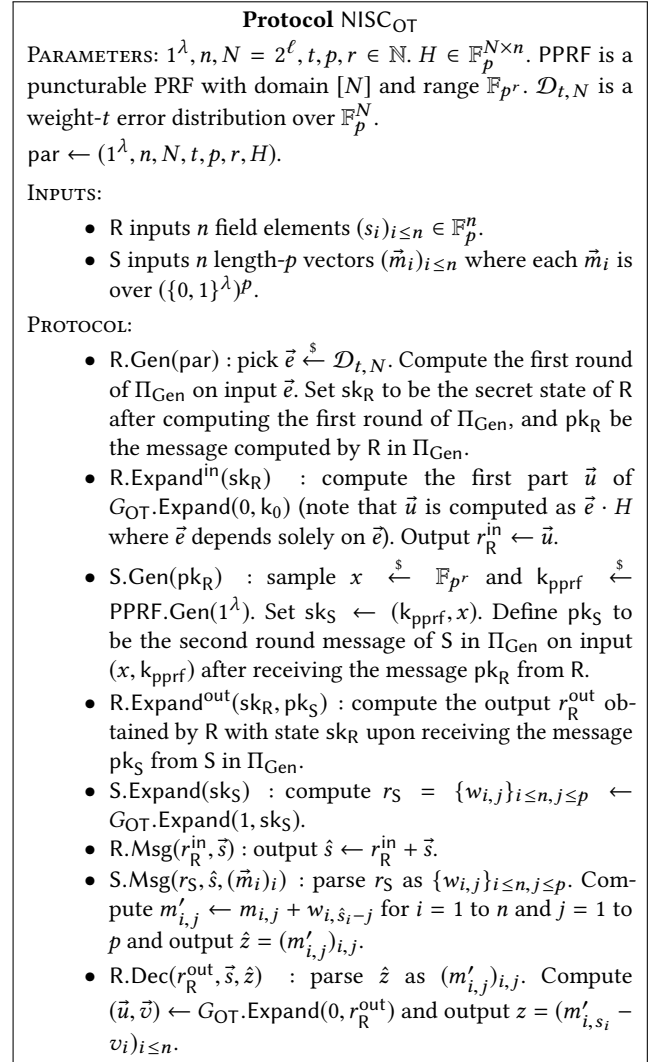 Protocol NISC_OT
PARAMETERS: 1^λ, n, N = 2^ℓ, t, p, r ∈ ℕ. H ∈ 𝔽_p^{N×n}. PPRF is a
puncturable PRF with domain [N] and range 𝔽_{p^r}. 𝒟_{t,N} is a
weight-t error distribution over 𝔽_p^N.
par ← (1^λ, n, N, t, p, r, H).
INPUTS:
• R inputs n field elements (s_i)_{i≤n} ∈ 𝔽_p^n.
• S inputs n length-p vectors (m⃗_i)_{i≤n} where each m⃗_i is
over ({0, 1}^λ)^p.
PROTOCOL:
• R.Gen(par) : pick e⃗ ←$ 𝒟_{t,N}. Compute the first round
of Π_Gen on input e⃗. Set sk_R to be the secret state of R
after computing the first round of Π_Gen, and pk_R be
the message computed by R in Π_Gen.
• R.Expand^in(sk_R) : compute the first part u⃗ of
G_OT.Expand(0, k_0) (note that u⃗ is computed as e⃗ · H
where e⃗ depends solely on e⃗). Output r_R^in ← u⃗.
• S.Gen(pk_R) : sample x ←$ 𝔽_{p^r} and k_pprf ←$
PPRF.Gen(1^λ). Set sk_S ← (k_pprf, x). Define pk_S to
be the second round message of S in Π_Gen on input
(x, k_pprf) after receiving the message pk_R from R.
• R.Expand^out(sk_R, pk_S) : compute the output r_R^out ob-
tained by R with state sk_R upon receiving the message
pk_S from S in Π_Gen.
• S.Expand(sk_S) : compute r_S = {w_{i,j}}_{i≤n,j≤p} ←
G_OT.Expand(1, sk_S).
• R.Msg(r_R^in, s⃗) : output ŝ ← r_R^in + s⃗.
• S.Msg(r_S, ŝ, (m⃗_i)_i) : parse r_S as {w_{i,j}}_{i≤n,j≤p}. Com-
pute m′_{i,j} ← m_{i,j} + w_{i,ŝ_i−j} for i = 1 to n and j = 1 to
p and output ẑ = (m′_{i,j})_{i,j}.
• R.Dec(r_R^out, s⃗, ẑ) : parse ẑ as (m′_{i,j})_{i,j}. Compute
(u⃗, v⃗) ← G_OT.Expand(0, r_R^out) and output z = (m′_{i,s_i} −
v_i)_{i≤n}.